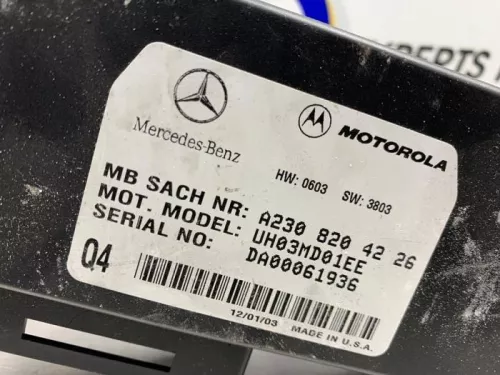 XPERTS
Mercedes-Benz
MOTOROLA
HW: 0603 SW: 3803
MB SACH NR: A230 820 42 26
MOT. MODEL: UH03MD01EE
SERIAL NO: DA00061936
Q4
12/01/03 MADE IN U.S.A.